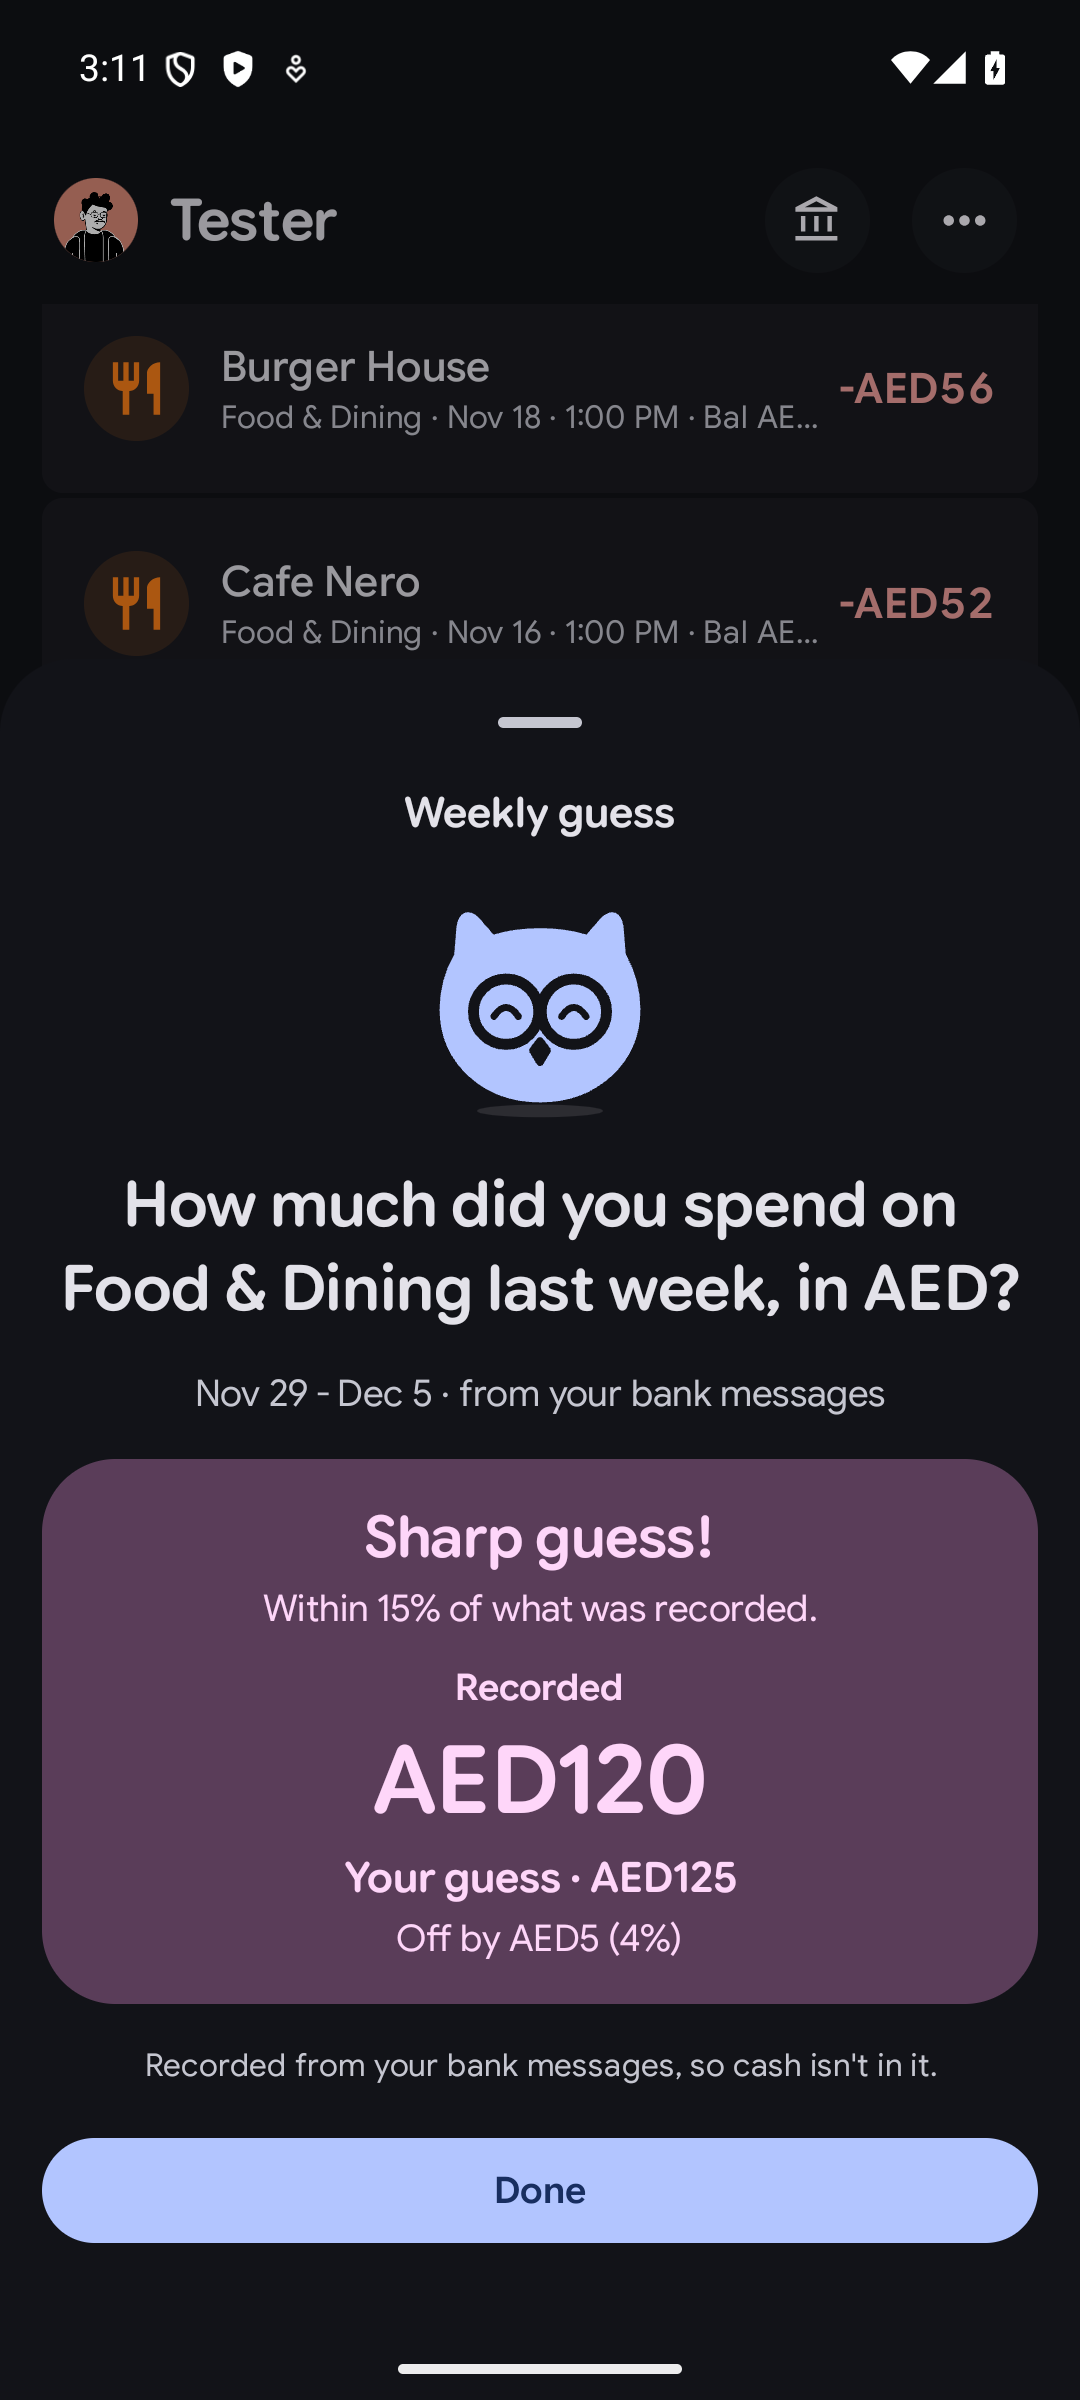 3:11
Tester
Burger House
Food & Dining · Nov 18 · 1:00 PM · Bal AE...
-AED56
Cafe Nero
Food & Dining · Nov 16 · 1:00 PM · Bal AE...
-AED52
Weekly guess
How much did you spend on
Food & Dining last week, in AED?
Nov 29 - Dec 5 · from your bank messages
Sharp guess!
Within 15% of what was recorded.
Recorded
AED120
Your guess · AED125
Off by AED5 (4%)
Recorded from your bank messages, so cash isn't in it.
Done